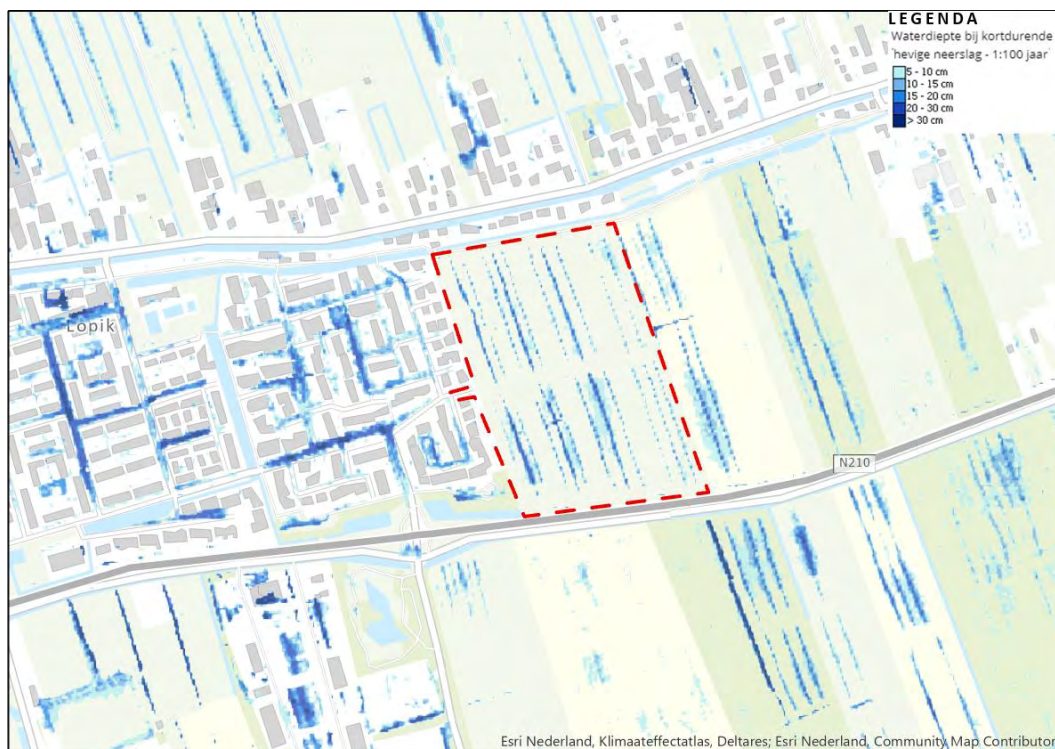 LEGENDA
Waterdiepte bij kortdurende
hevige neerslag - 1:100 jaar
5 - 10 cm
10 - 15 cm
15 - 20 cm
20 - 30 cm
> 30 cm
Lopik
N210
Esri Nederland, Klimaateffectatlas, Deltares; Esri Nederland, Community Map Contributor